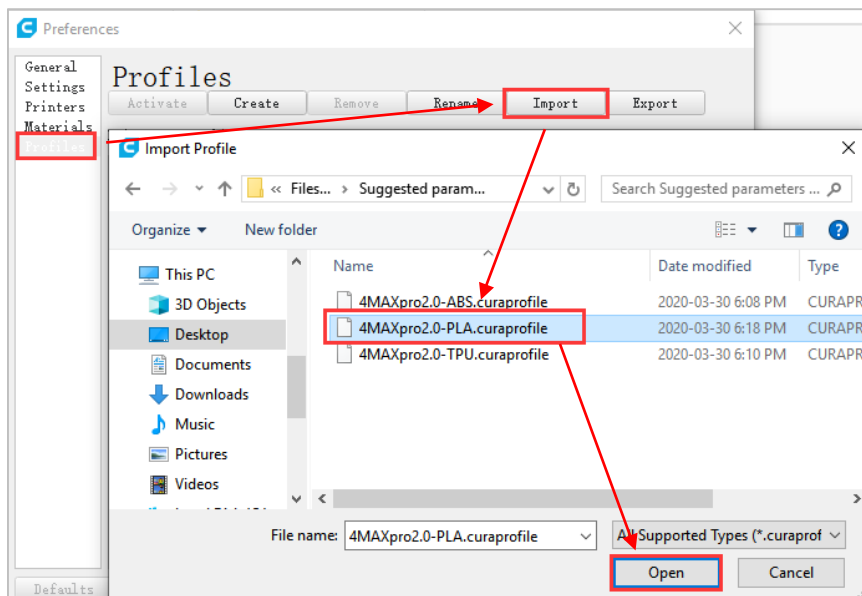 Preferences
General
Settings
Printers
Materials
Profiles
Profiles
Activate Create Remove Rename Import Export
Import Profile
« Files... › Suggested param...
Search Suggested parameters ...
Organize New folder
Name Date modified Type
This PC
3D Objects
Desktop
Documents
Downloads
Music
Pictures
Videos
4MAXpro2.0-ABS.curaprofile 2020-03-30 6:08 PM CURAPR
4MAXpro2.0-PLA.curaprofile 2020-03-30 6:18 PM CURAPR
4MAXpro2.0-TPU.curaprofile 2020-03-30 6:10 PM CURAPR
File name: 4MAXpro2.0-PLA.curaprofile All Supported Types (*.curaprof
Open Cancel
Defaults